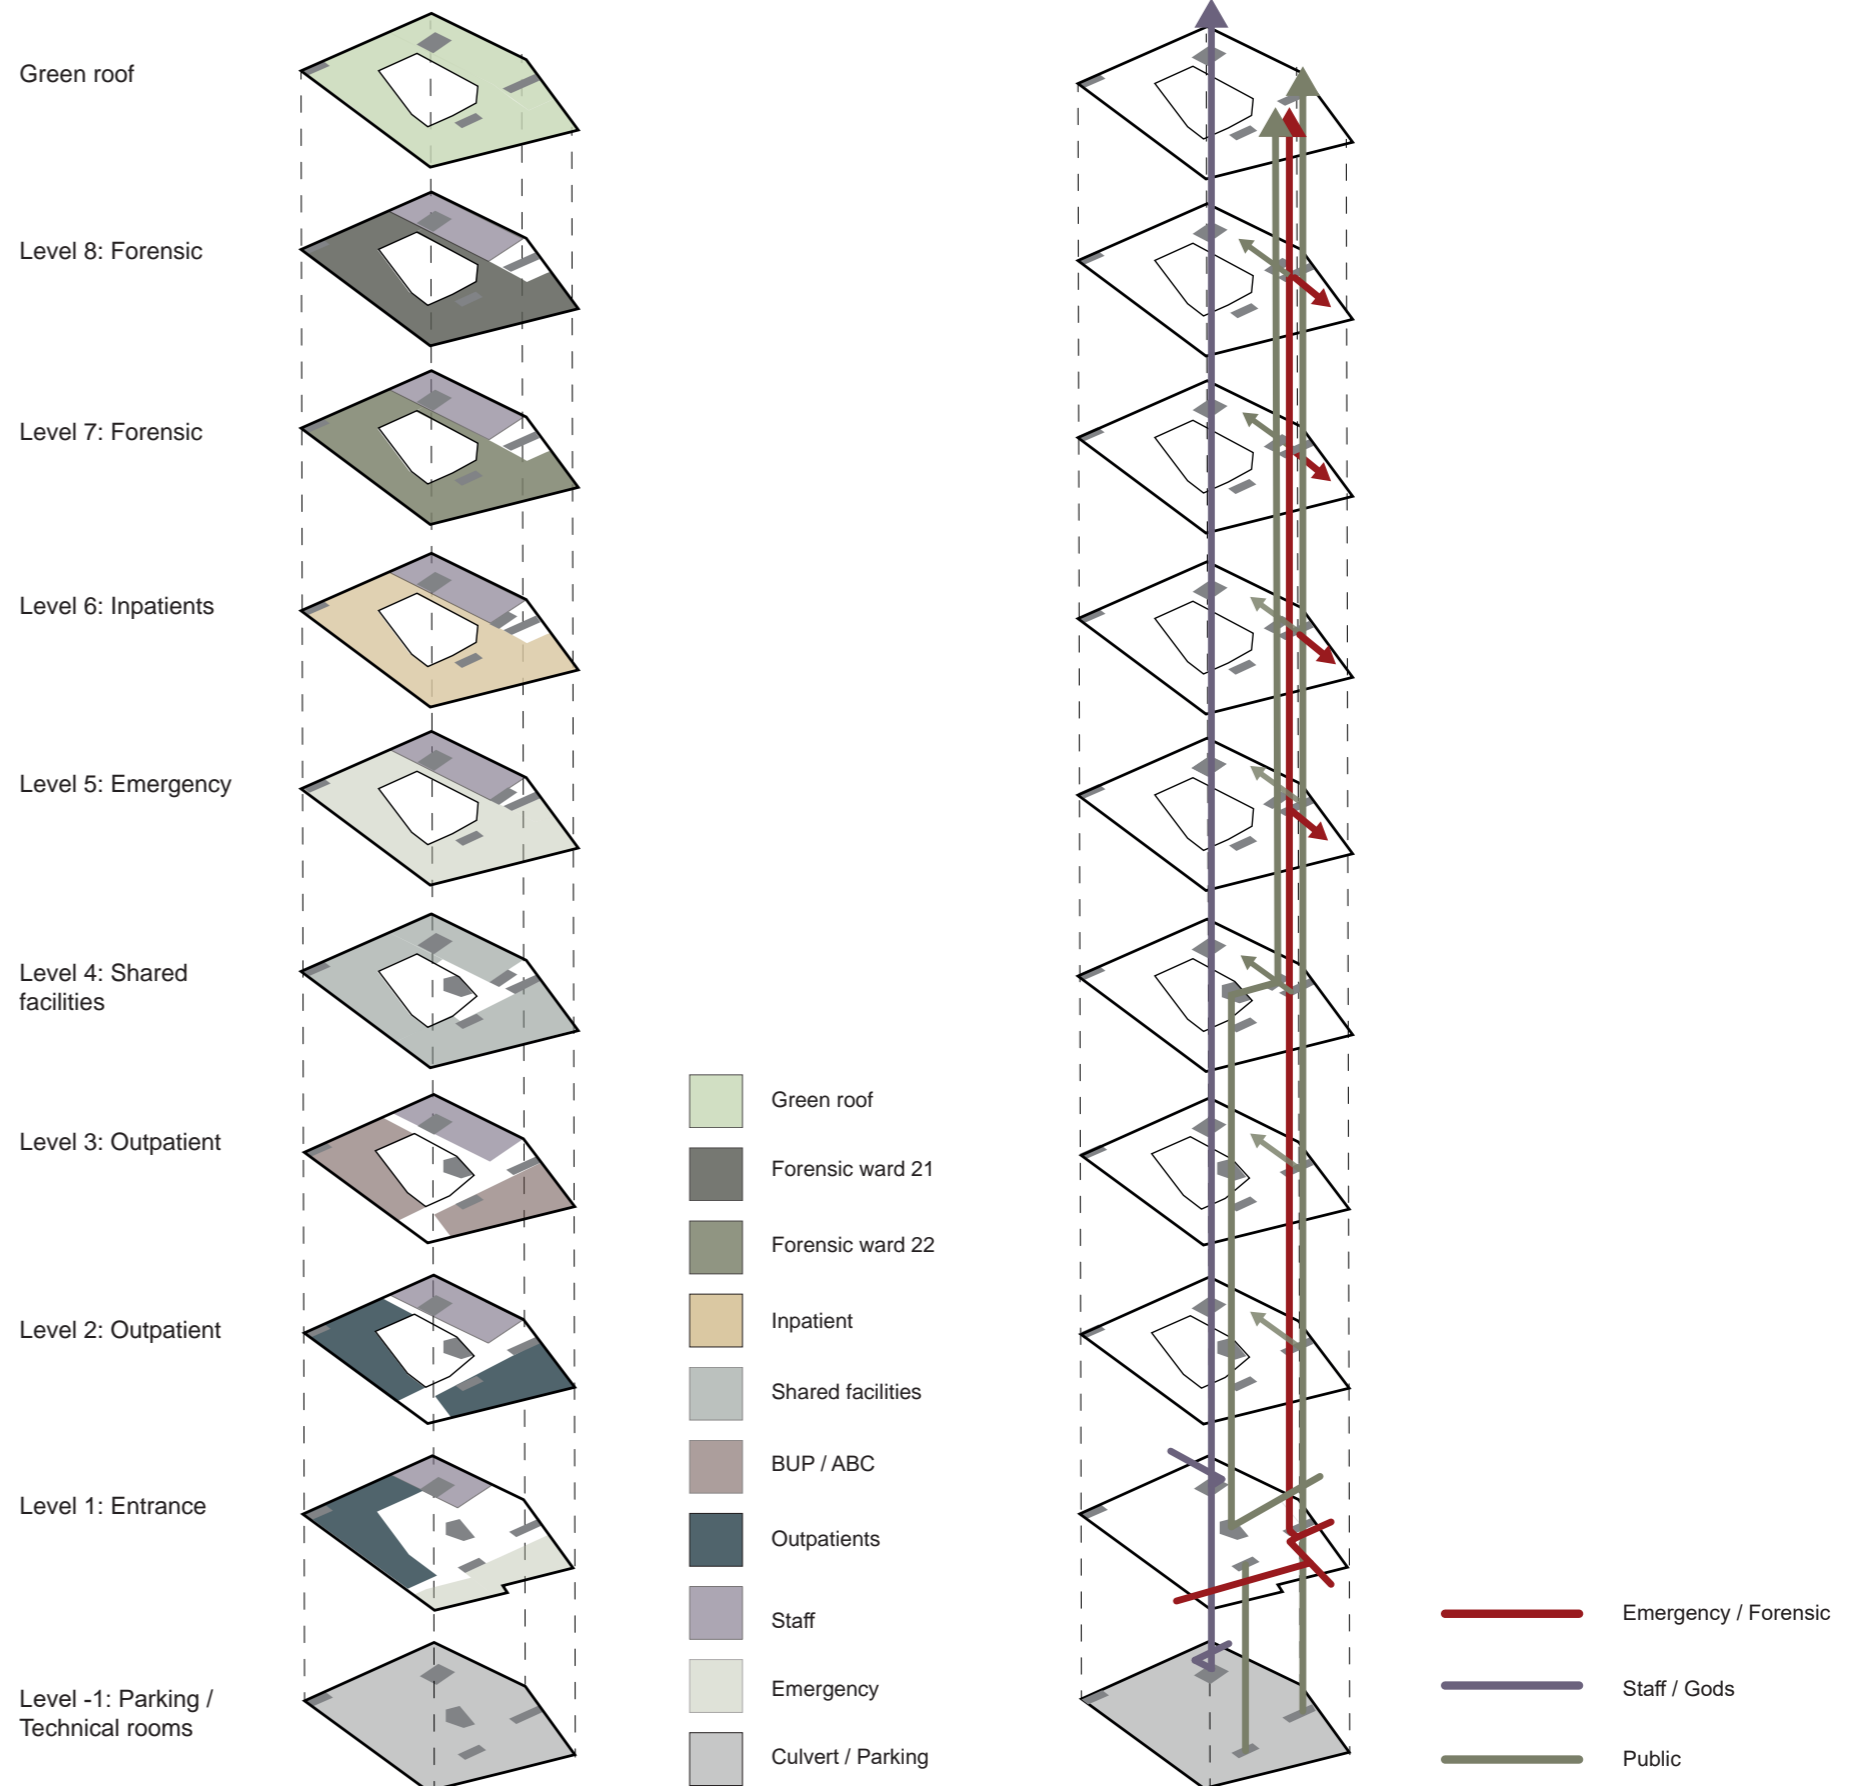 Green roof
Level 8: Forensic
Level 7: Forensic
Level 6: Inpatients
Level 5: Emergency
Level 4: Shared
facilities
Level 3: Outpatient
Level 2: Outpatient
Level 1: Entrance
Level -1: Parking /
Technical rooms
Green roof
Forensic ward 21
Forensic ward 22
Inpatient
Shared facilities
BUP / ABC
Outpatients
Staff
Emergency
Culvert / Parking
Emergency / Forensic
Staff / Gods
Public